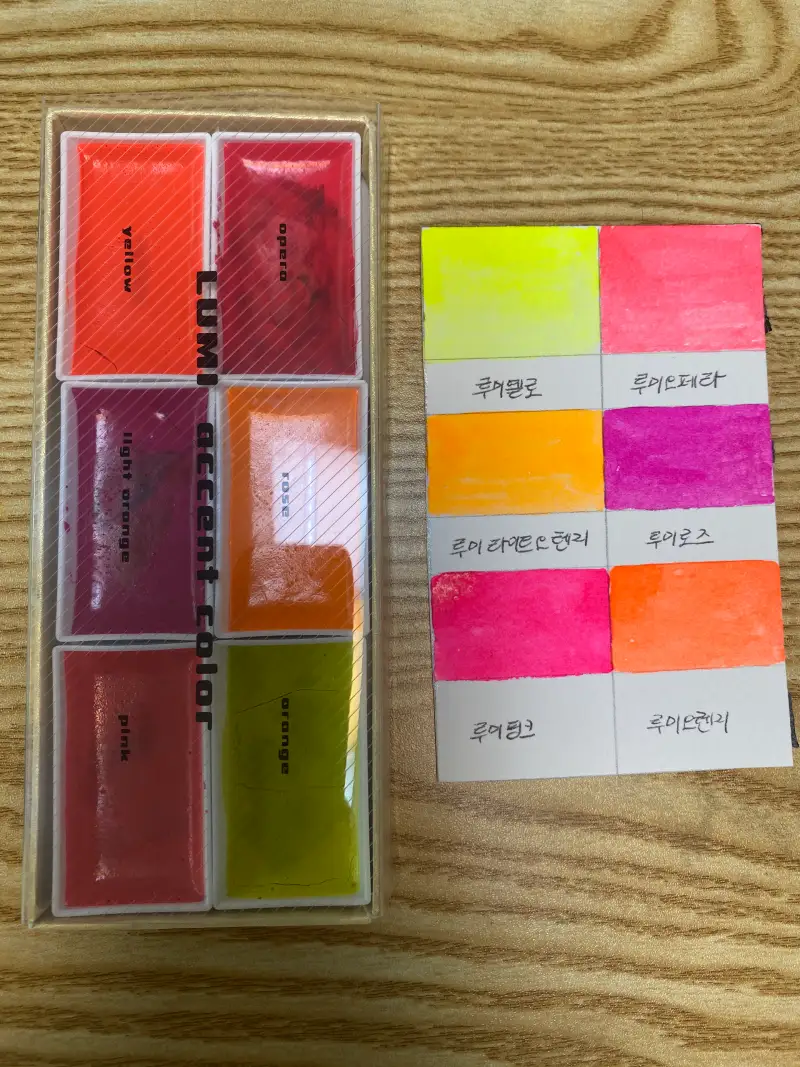 yellow
opera
LUMI accent color
light orange
rose
pink
orange
루미옐로
루미오페라
루미 라이트오렌지
루미로즈
루미핑크
루미오렌지